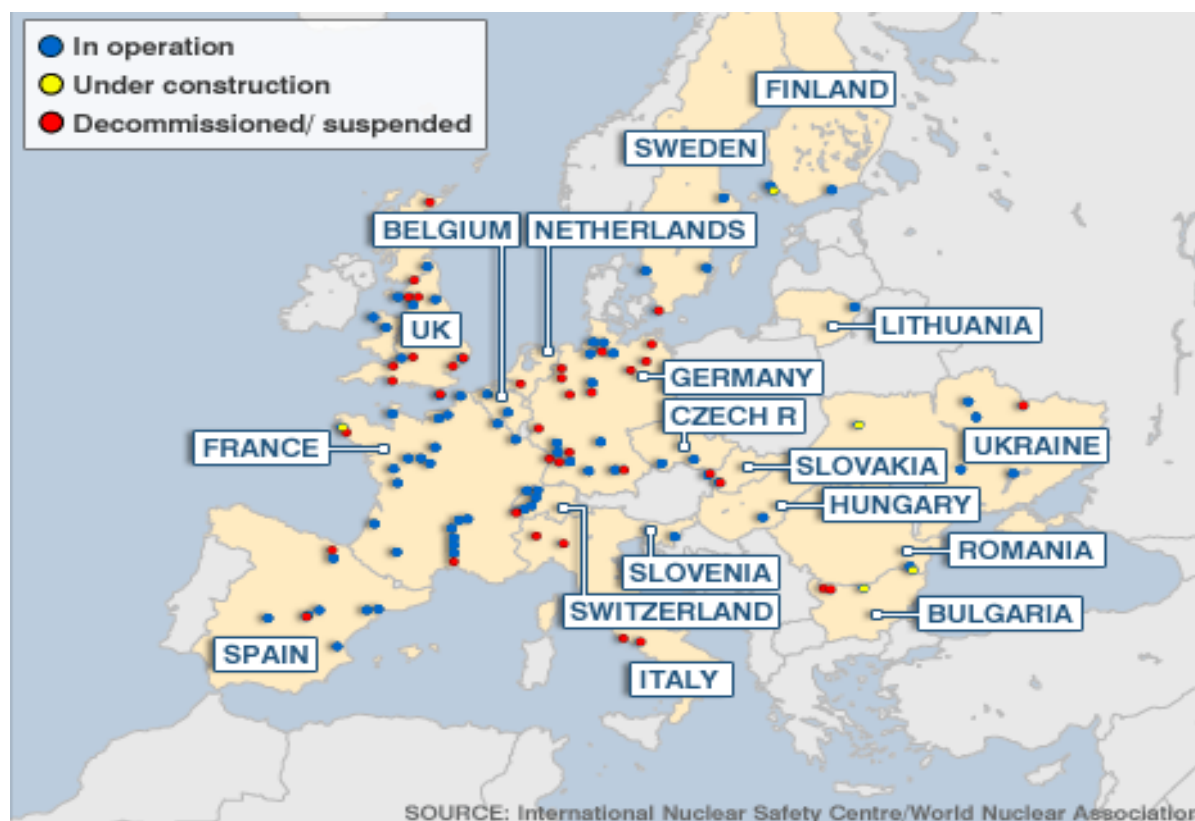 In operation
Under construction
Decommissioned/ suspended
FINLAND
SWEDEN
BELGIUM
NETHERLANDS
UK
LITHUANIA
GERMANY
CZECH R
FRANCE
UKRAINE
SLOVAKIA
HUNGARY
ROMANIA
SLOVENIA
SWITZERLAND
BULGARIA
SPAIN
ITALY
SOURCE: International Nuclear Safety Centre/World Nuclear Association